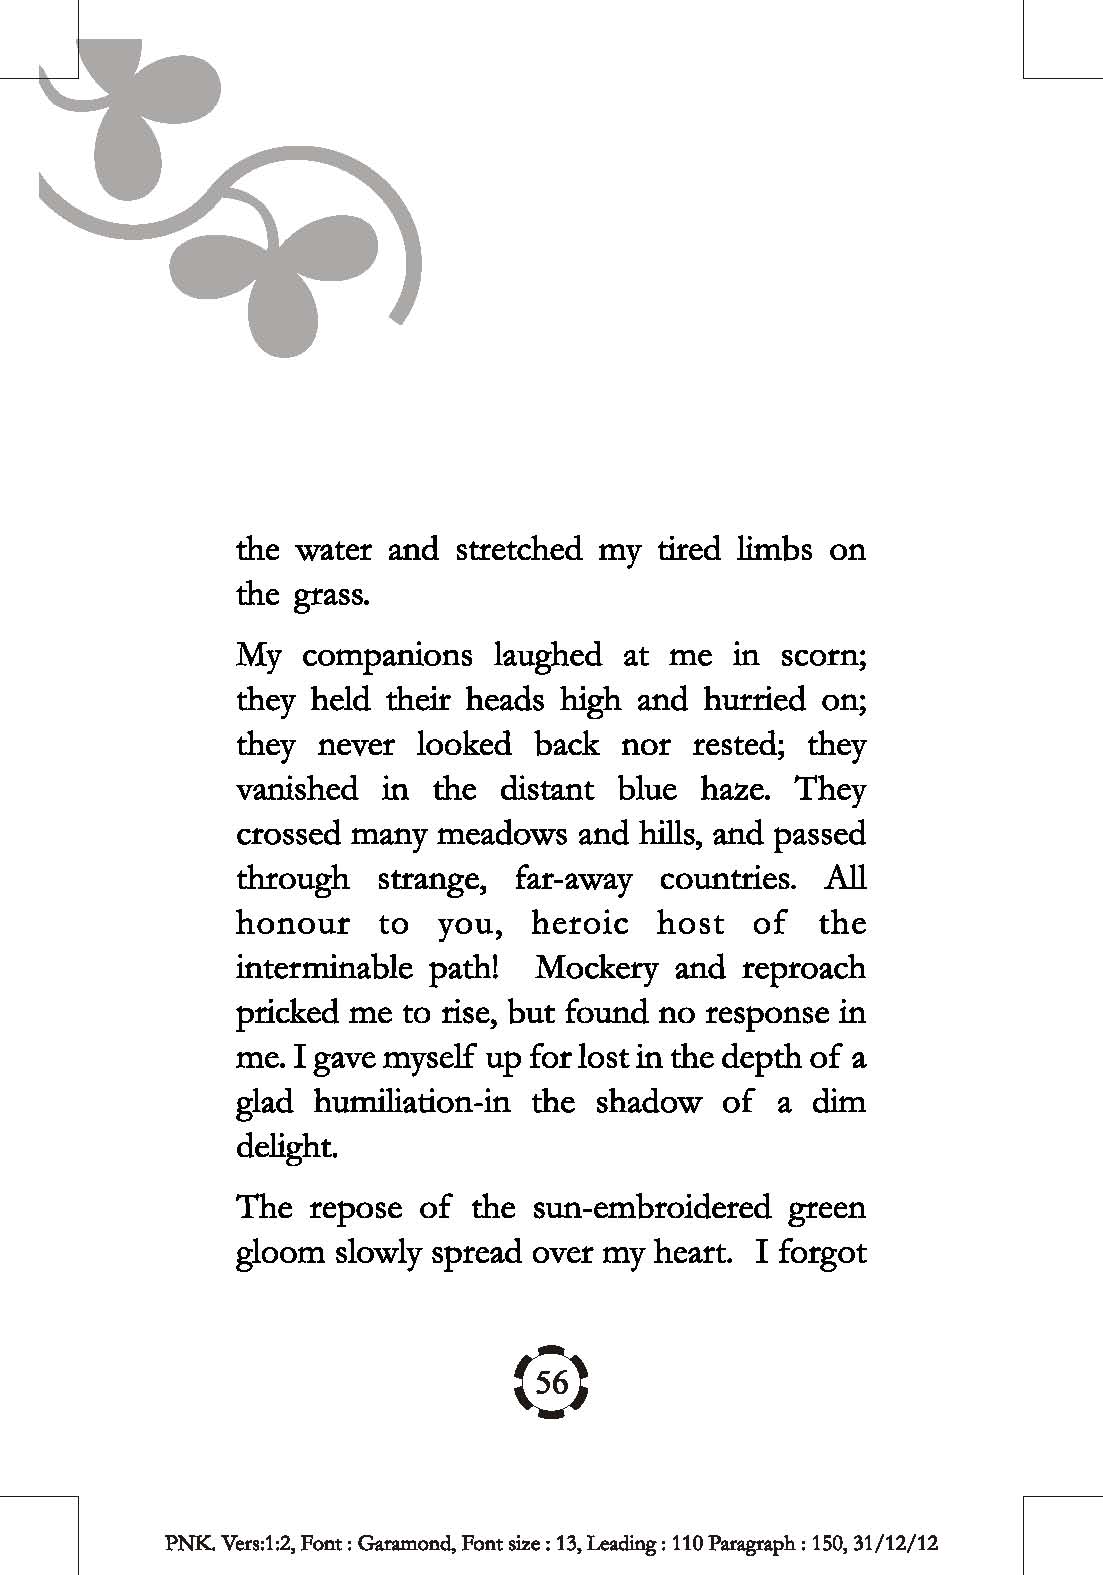 the water and stretched my tired limbs on
the grass.
My companions laughed at me in scorn;
they held their heads high and hurried on;
they never looked back nor rested; they
vanished in the distant blue haze. They
crossed many meadows and hills, and passed
through strange, far-away countries. All
honour to you, heroic host of the
interminable path! Mockery and reproach
pricked me to rise, but found no response in
me. I gave myself up for lost in the depth of a
glad humiliation-in the shadow of a dim
delight.
The repose of the sun-embroidered green
gloom slowly spread over my heart. I forgot
56
PNK. Vers:1:2, Font : Garamond, Font size : 13, Leading : 110 Paragraph : 150, 31/12/12